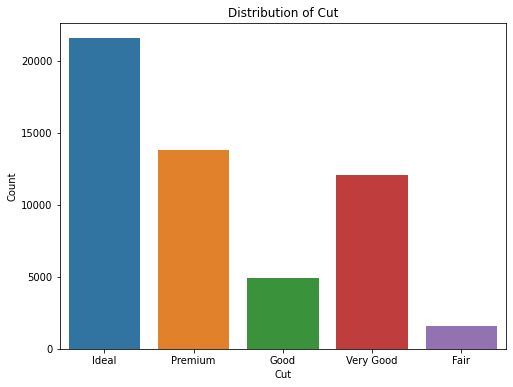 Distribution of Cut
20000
15000
10000
5000
0
Count
Ideal Premium Good Very Good Fair
Cut